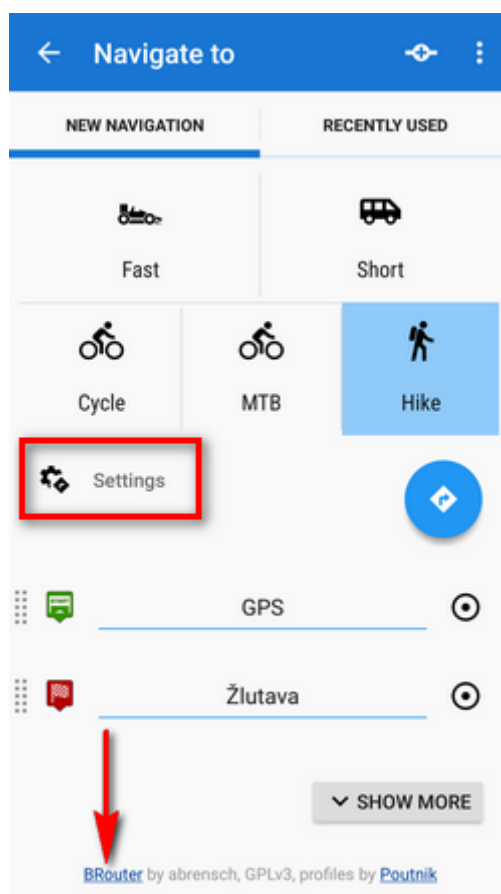 Navigate to
NEW NAVIGATION RECENTLY USED
Fast Short
Cycle MTB Hike
Settings
GPS
Žlutava
SHOW MORE
BRouter by abrensch, GPLv3, profiles by Poutnik